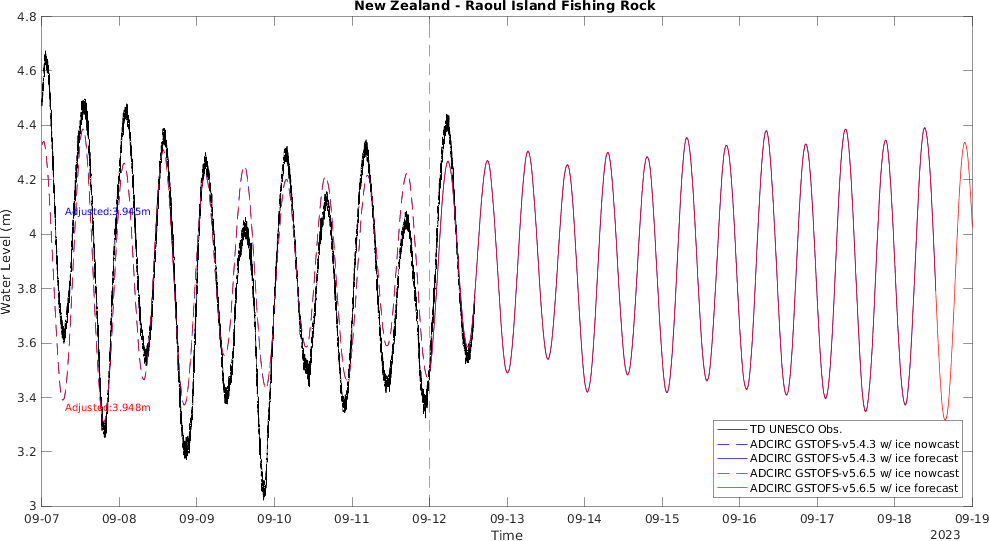 New Zealand - Raoul Island Fishing Rock
4.8
4.6
4.4
4.2
4
3.8
3.6
3.4
3.2
3
Water Level (m)
Adjusted:3.945m
Adjusted:3.948m
TD UNESCO Obs.
ADCIRC GSTOFS-v5.4.3 w/ ice nowcast
ADCIRC GSTOFS-v5.4.3 w/ ice forecast
ADCIRC GSTOFS-v5.6.5 w/ ice nowcast
ADCIRC GSTOFS-v5.6.5 w/ ice forecast
09-07 09-08 09-09 09-10 09-11 09-12 09-13 09-14 09-15 09-16 09-17 09-18 09-19
Time
2023